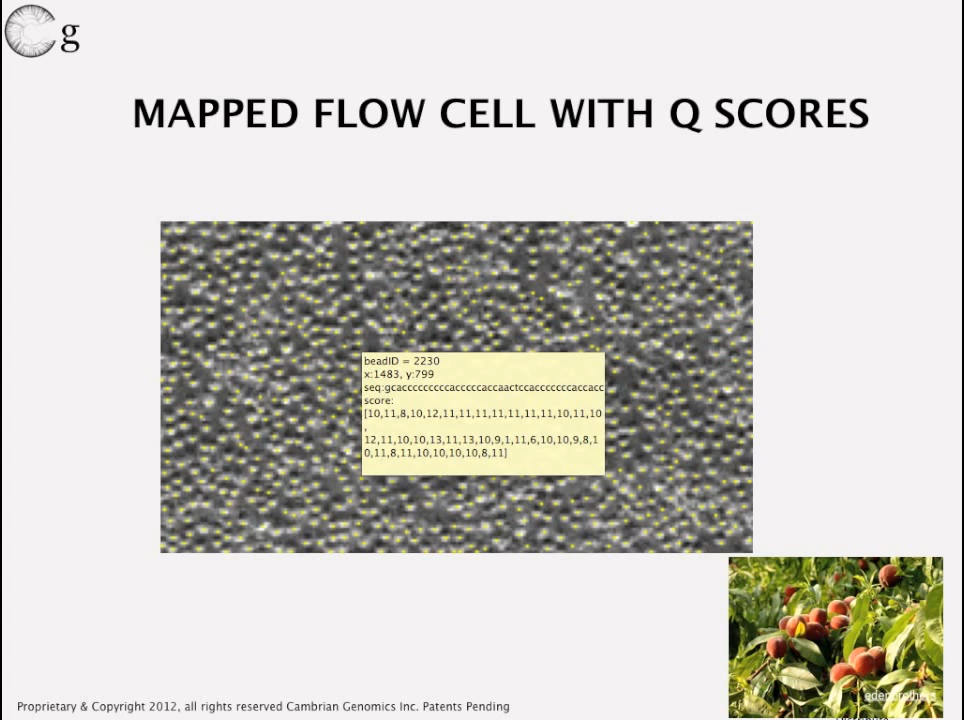 g
MAPPED FLOW CELL WITH Q SCORES
beadID = 2230
x:1483, y:799
seq:gcacccccccccacccccaccaactccacccccccaccacc
score:
[10,11,8,10,12,11,11,11,11,11,11,11,10,11,10
,
12,11,10,10,13,11,13,10,9,1,11,6,10,10,9,8,1
0,11,8,11,10,10,10,10,8,11]
Proprietary & Copyright 2012, all rights reserved Cambrian Genomics Inc. Patents Pending